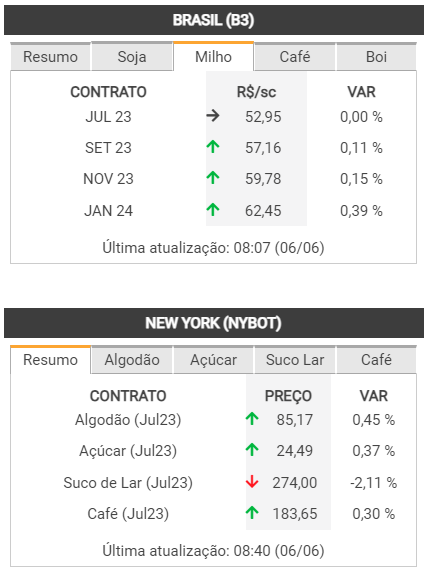 BRASIL (B3)
Resumo Soja Milho Café Boi
CONTRATO R$/sc VAR
JUL 23 52,95 0,00 %
SET 23 57,16 0,11 %
NOV 23 59,78 0,15 %
JAN 24 62,45 0,39 %
Última atualização: 08:07 (06/06)
NEW YORK (NYBOT)
Resumo Algodão Açúcar Suco Lar Café
CONTRATO PREÇO VAR
Algodão (Jul23) 85,17 0,45 %
Açúcar (Jul23) 24,49 0,37 %
Suco de Lar (Jul23) 274,00 -2,11 %
Café (Jul23) 183,65 0,30 %
Última atualização: 08:40 (06/06)